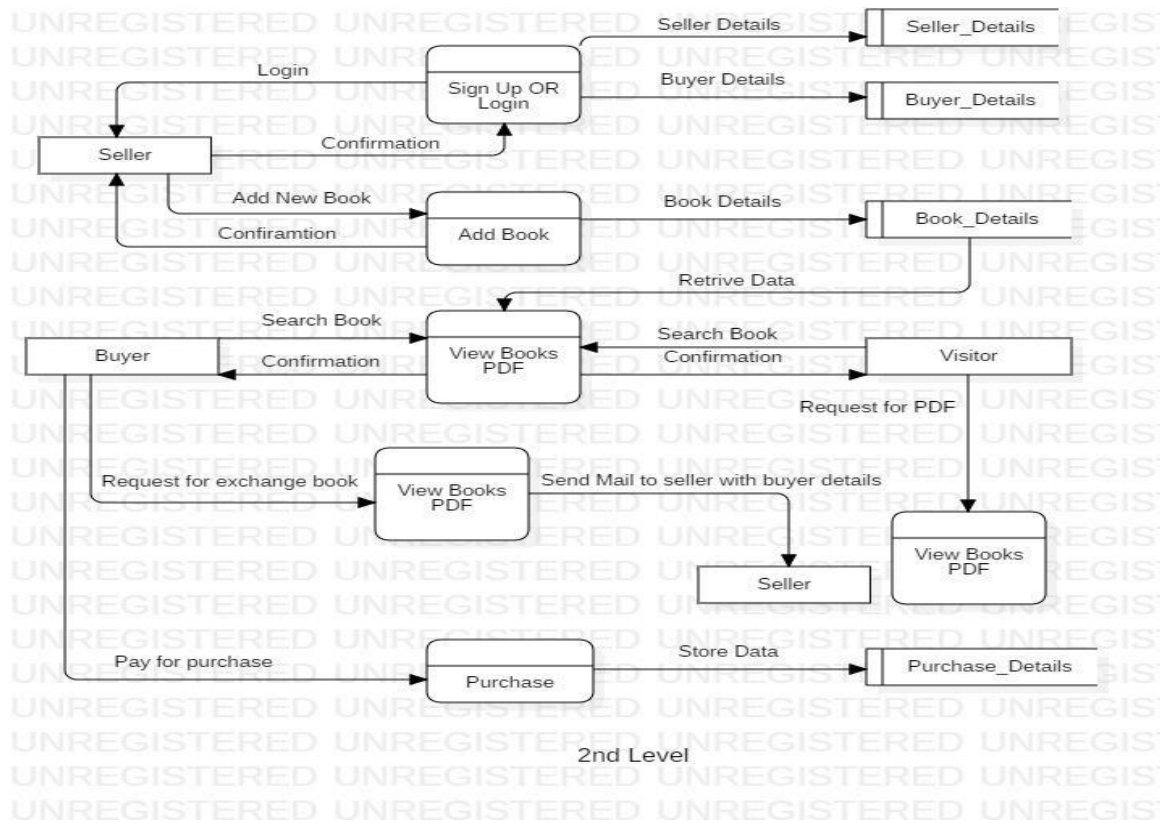 Seller Details
Seller_Details
Login
Sign Up OR
Login
Buyer Details
Buyer_Details
Seller
Confirmation
Add New Book
Add Book
Book Details
Book_Details
Confiramtion
Retrive Data
Search Book
Search Book
Buyer
Confirmation
View Books
PDF
Confirmation
Visitor
Request for PDF
Request for exchange book
View Books
PDF
Send Mail to seller with buyer details
View Books
PDF
Seller
Pay for purchase
Purchase
Store Data
Purchase_Details
2nd Level
UNREGISTERED